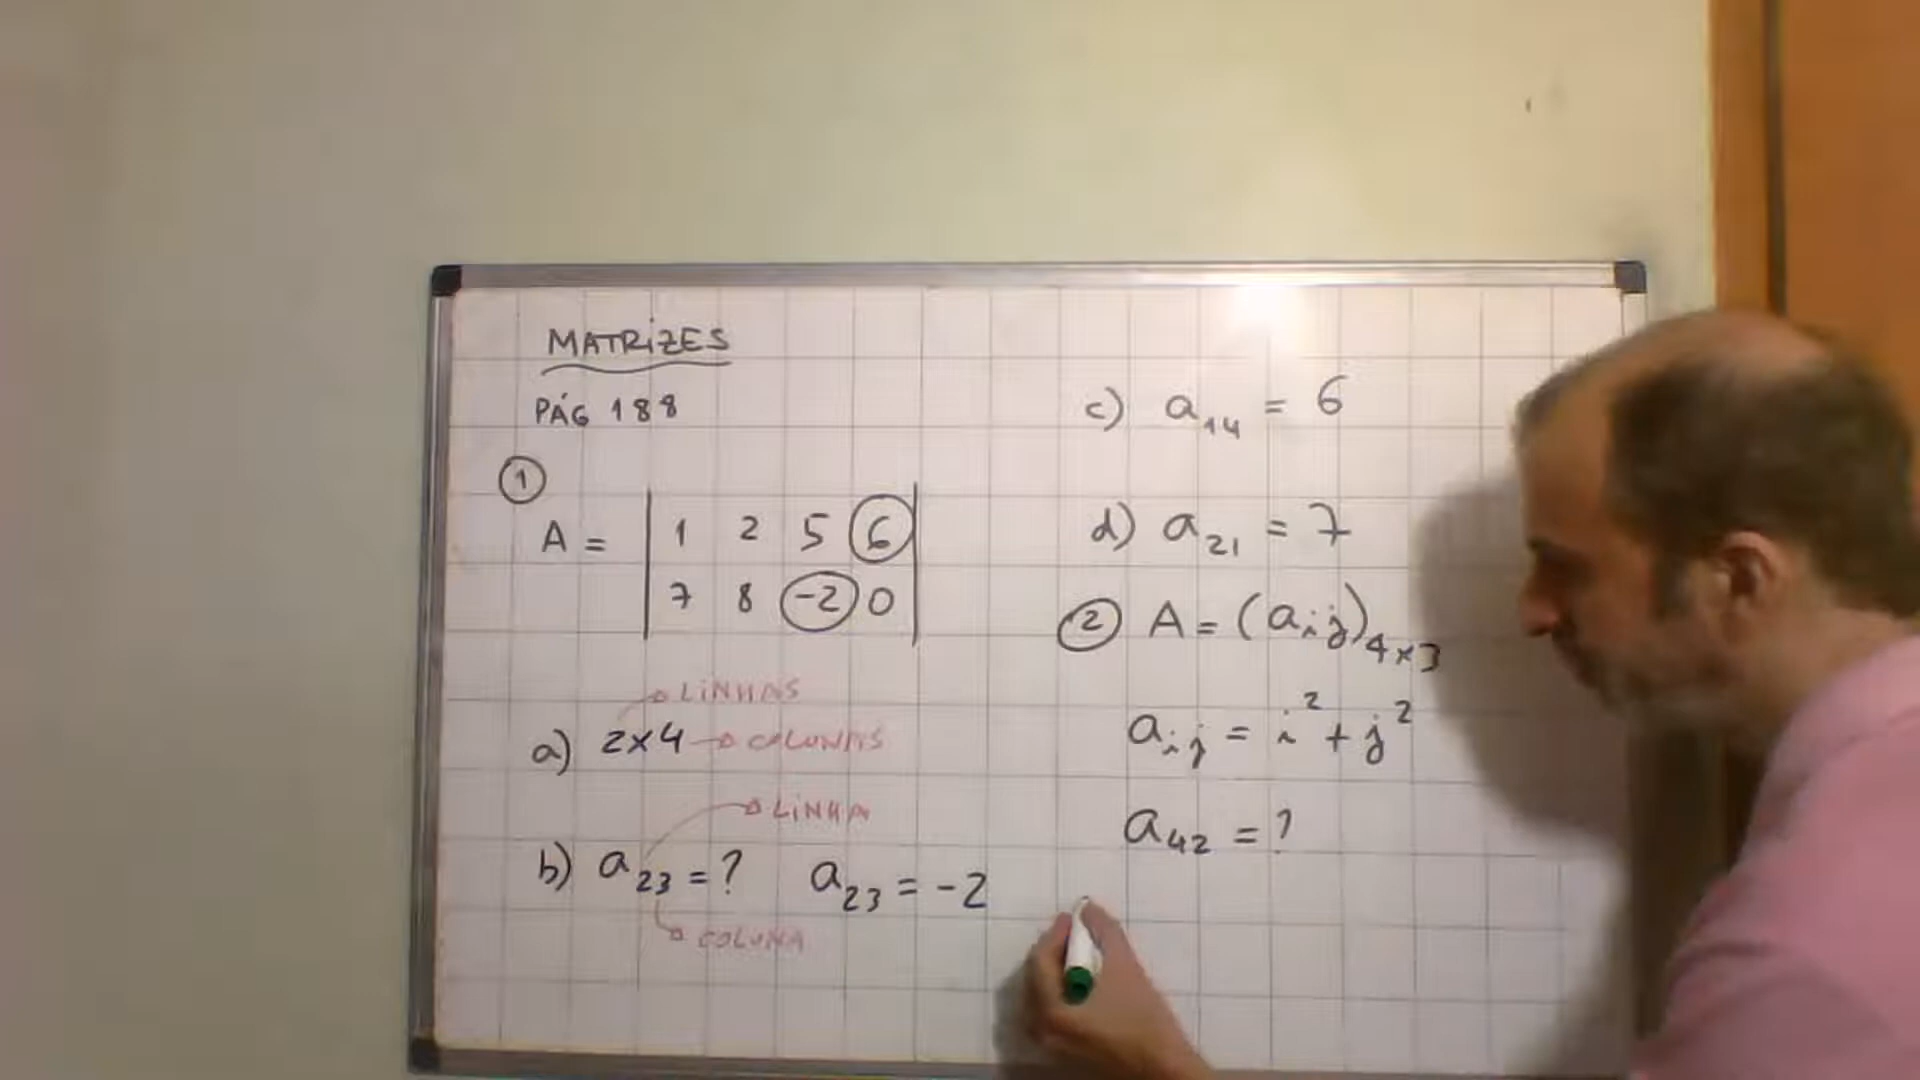 MATRIZES
PÁG 188
1
A = | 1 2 5 6 |
| 7 8 -2 0 |
LINHAS
a) 2x4 COLUNAS
LINHA
b) a23 = ? a23 = -2
COLUNA
c) a14 = 6
d) a21 = 7
2 A = (aij)4x3
aij = i² + j²
a42 = ?